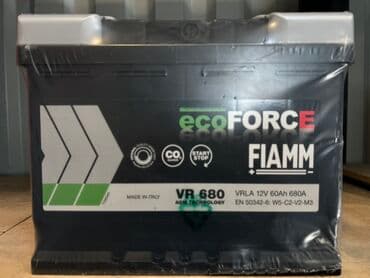 ecoFORCE
CO₂
START
STOP
FIAMM
MADE IN ITALY
VR 680
AGM TECHNOLOGY
VRLA 12V 60Ah 680A
EN 50342-6: W5-C2-V2-M3